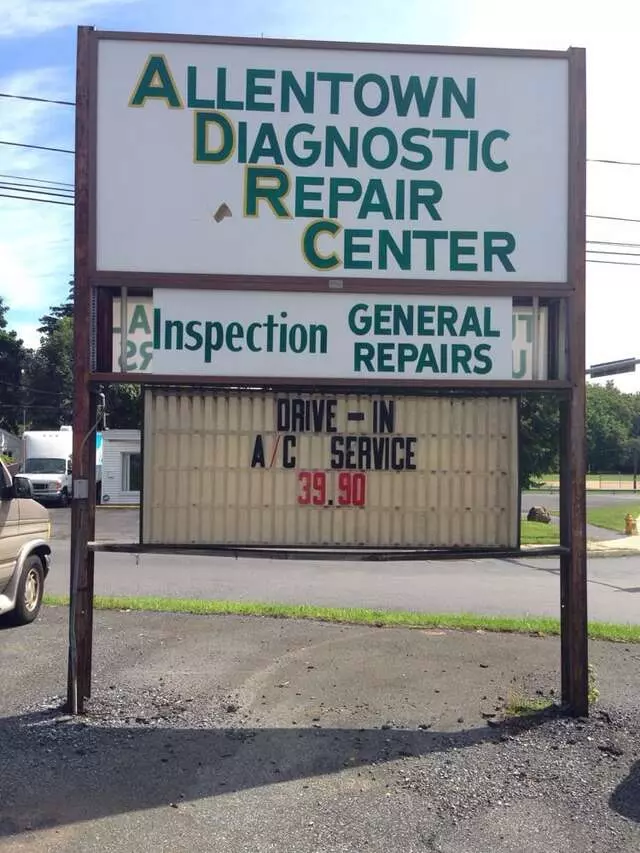 ALLENTOWN
DIAGNOSTIC
REPAIR
CENTER
Inspection
GENERAL
REPAIRS
DRIVE - IN
A/C SERVICE
39.90